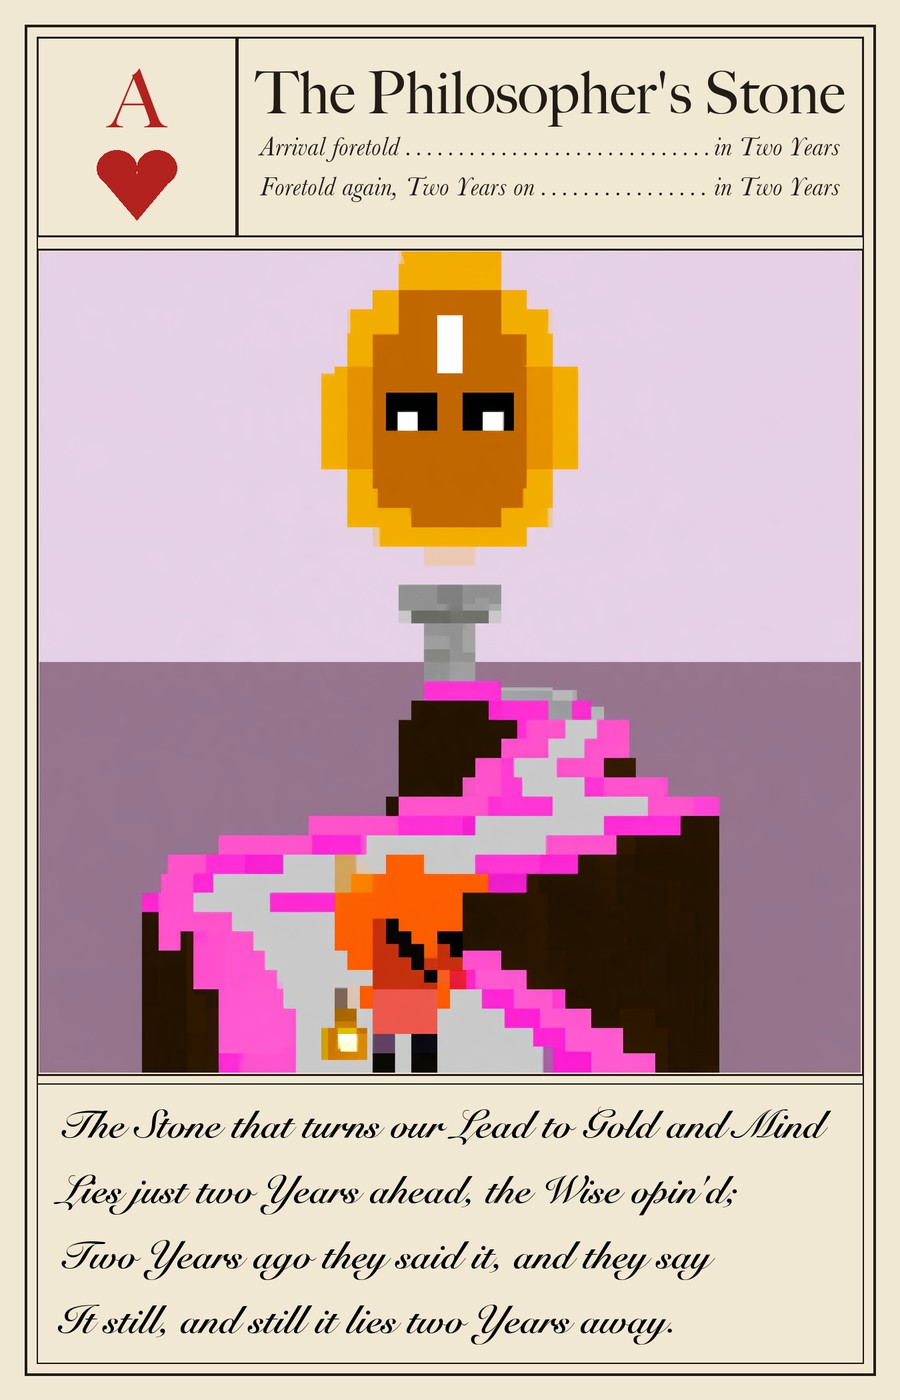 A
The Philosopher's Stone
Arrival foretold ............................. in Two Years
Foretold again, Two Years on ................ in Two Years
The Stone that turns our Lead to Gold and Mind
Lies just two Years ahead, the Wise opin'd;
Two Years ago they said it, and they say
It still, and still it lies two Years away.